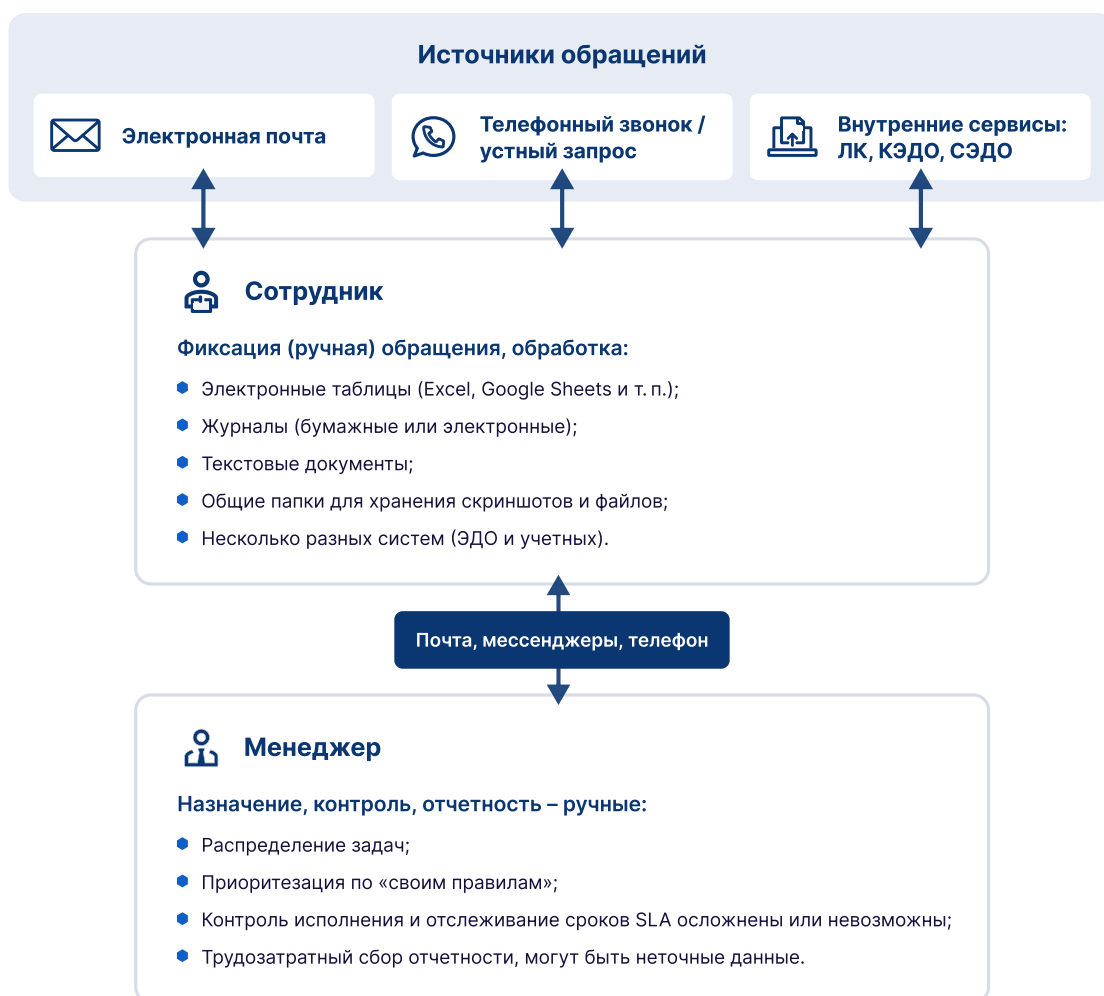 Источники обращений
Электронная почта
Телефонный звонок /
устный запрос
Внутренние сервисы:
ЛК, КЭДО, СЭДО
Сотрудник
Фиксация (ручная) обращения, обработка:
Электронные таблицы (Excel, Google Sheets и т. п.);
Журналы (бумажные или электронные);
Текстовые документы;
Общие папки для хранения скриншотов и файлов;
Несколько разных систем (ЭДО и учетных).
Почта, мессенджеры, телефон
Менеджер
Назначение, контроль, отчетность – ручные:
Распределение задач;
Приоритезация по «своим правилам»;
Контроль исполнения и отслеживание сроков SLA осложнены или невозможны;
Трудозатратный сбор отчетности, могут быть неточные данные.